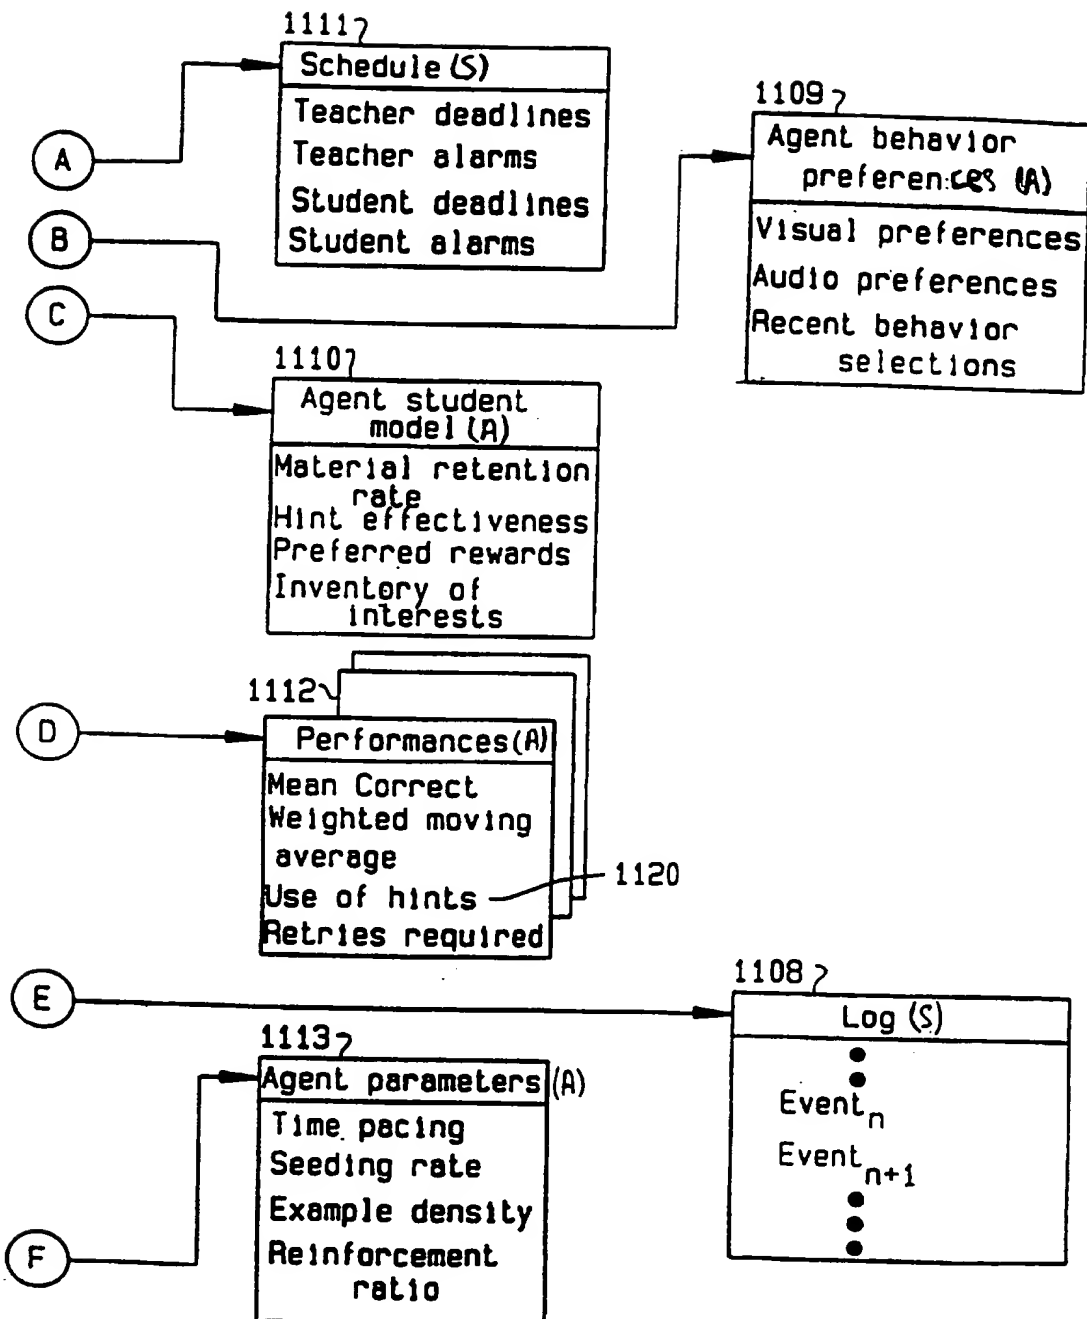 1111
Schedule (S)
Teacher deadlines
Teacher alarms
Student deadlines
Student alarms
A
B
C
1109
Agent behavior
preferences (A)
Visual preferences
Audio preferences
Recent behavior
selections
1110
Agent student
model (A)
Material retention
rate
Hint effectiveness
Preferred rewards
Inventory of
interests
D
1112
Performances (A)
Mean Correct
Weighted moving
average
Use of hints
1120
Retries required
E
1108
Log (S)
Event n
Event n+1
F
1113
Agent parameters (A)
Time pacing
Seeding rate
Example density
Reinforcement
ratio